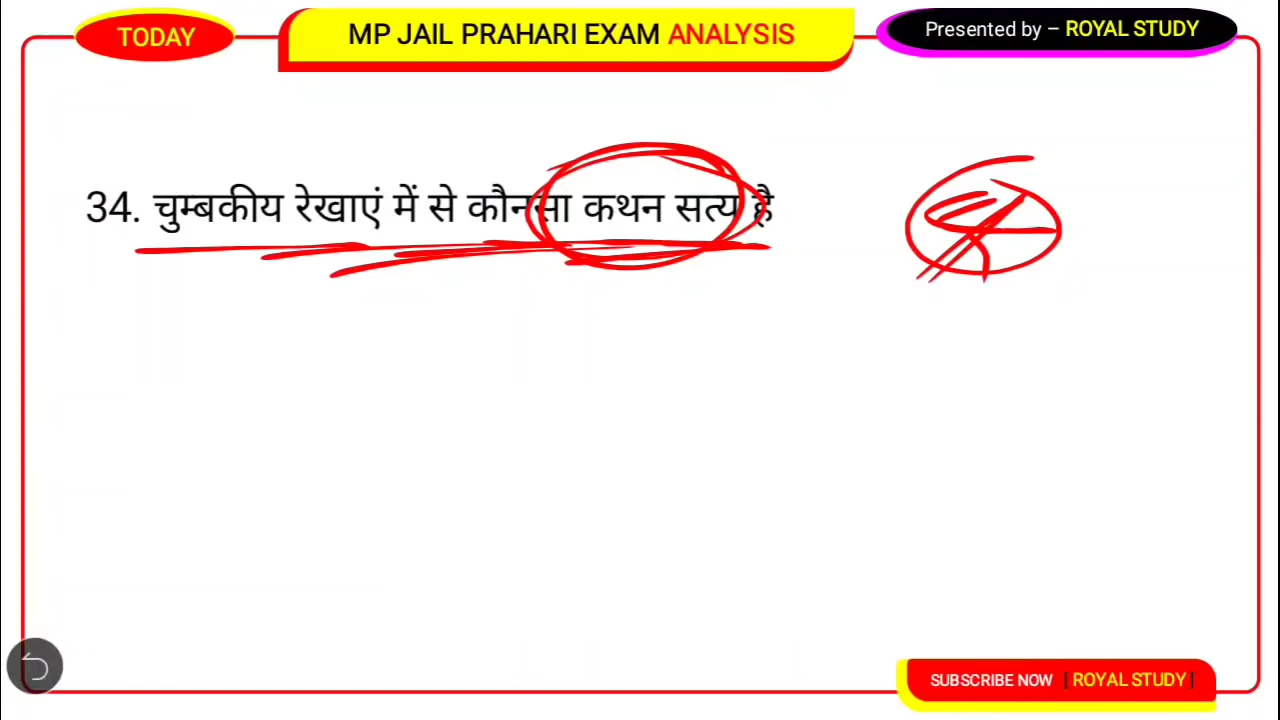 TODAY
MP JAIL PRAHARI EXAM ANALYSIS
Presented by – ROYAL STUDY
34. चुम्बकीय रेखाएं में से कौनसा कथन सत्य है
SUBSCRIBE NOW | ROYAL STUDY |